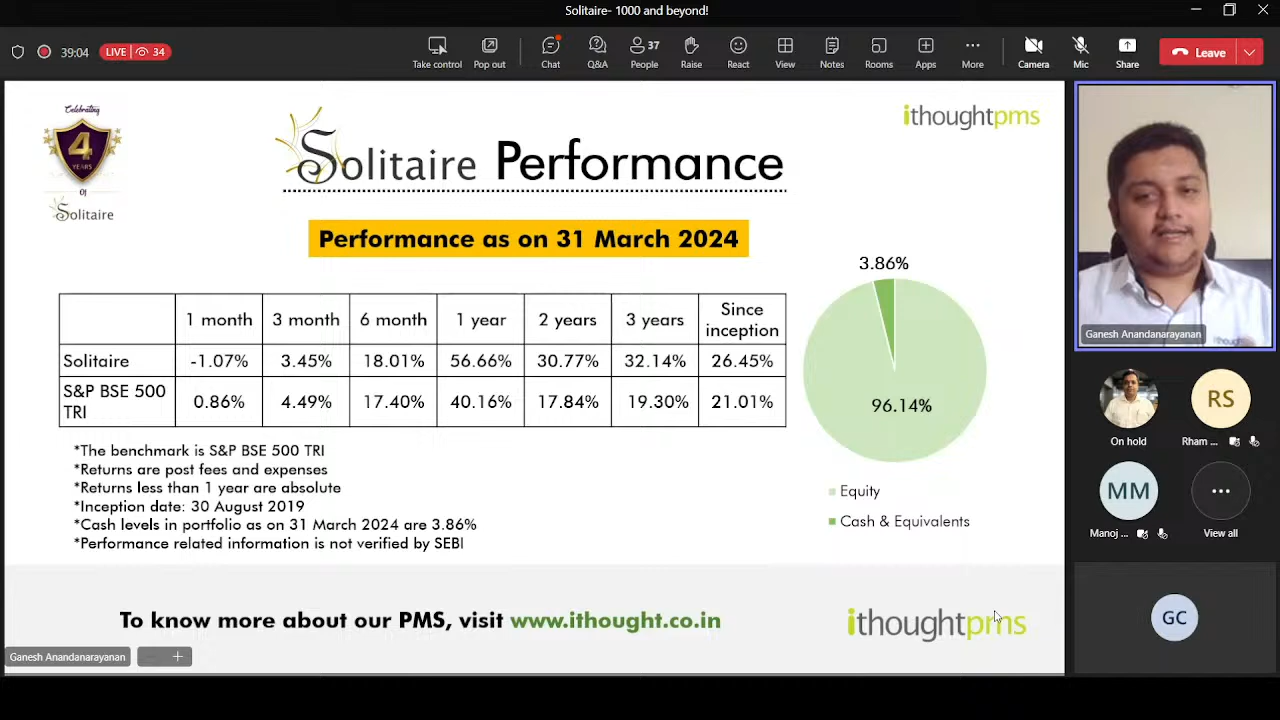 Solitaire- 1000 and beyond!
39:04 LIVE 34
Take control Pop out Chat Q&A People 37 Raise React View Notes Rooms Apps More Camera Mic Share Leave
Celebrating
4
YEARS
Of
Solitaire
Solitaire Performance
ithoughtpms
Performance as on 31 March 2024
1 month 3 month 6 month 1 year 2 years 3 years Since inception
Solitaire -1.07% 3.45% 18.01% 56.66% 30.77% 32.14% 26.45%
S&P BSE 500 TRI 0.86% 4.49% 17.40% 40.16% 17.84% 19.30% 21.01%
*The benchmark is S&P BSE 500 TRI
*Returns are post fees and expenses
*Returns less than 1 year are absolute
*Inception date: 30 August 2019
*Cash levels in portfolio as on 31 March 2024 are 3.86%
*Performance related information is not verified by SEBI
3.86%
96.14%
Equity
Cash & Equivalents
To know more about our PMS, visit www.ithought.co.in
ithoughtpms
Ganesh Anandanarayanan
Ganesh Anandanarayanan
On hold
RS
Rham ...
MM
Manoj ...
View all
GC